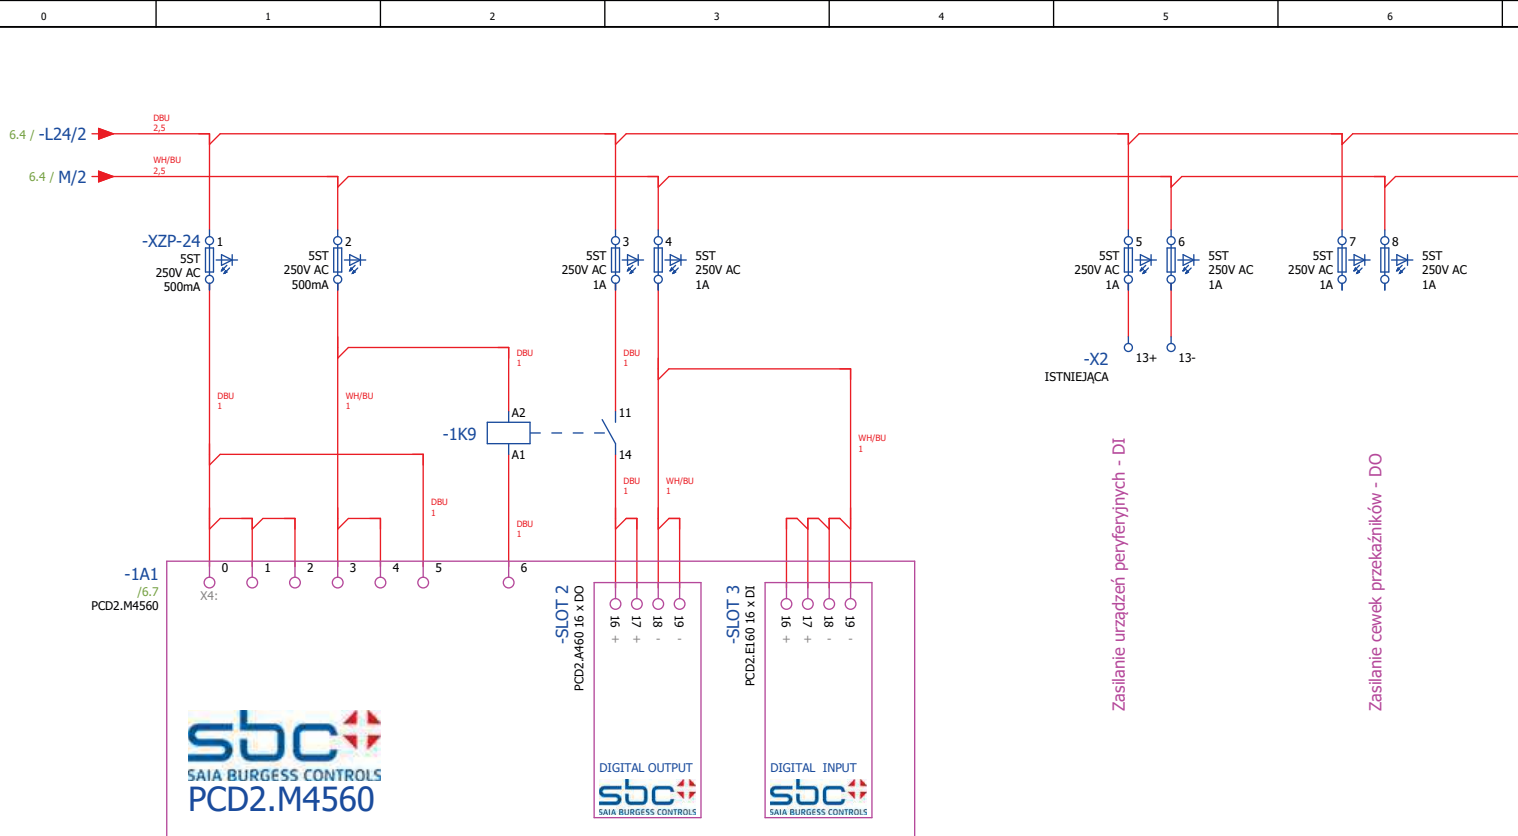 0 1 2 3 4 5 6
DBU
2,5
6.4 / -L24/2
WH/BU
2,5
6.4 / M/2
-XZP-24 1
5ST
250V AC
500mA
2
5ST
250V AC
500mA
3
5ST
250V AC
1A
4
5ST
250V AC
1A
5
5ST
250V AC
1A
6
5ST
250V AC
1A
7
5ST
250V AC
1A
8
5ST
250V AC
1A
DBU
1
DBU
1
-X2 13+ 13-
ISTNIEJĄCA
DBU
1
WH/BU
1
A2
11
-1K9
A1
14
WH/BU
1
DBU
1
DBU
1
WH/BU
1
DBU
1
-1A1
/6.7
PCD2.M4560
0 1 2 3 4 5 6
X4:
-SLOT 2
PCD2.A460 16 x DO
16 17 18 19
+ + - -
-SLOT 3
PCD2.E160 16 x DI
16 17 18 19
+ + - -
Zasilanie urządzeń peryferyjnych - DI
Zasilanie cewek przekaźników - DO
sbc
SAIA BURGESS CONTROLS
PCD2.M4560
DIGITAL OUTPUT
sbc
SAIA BURGESS CONTROLS
DIGITAL INPUT
sbc
SAIA BURGESS CONTROLS